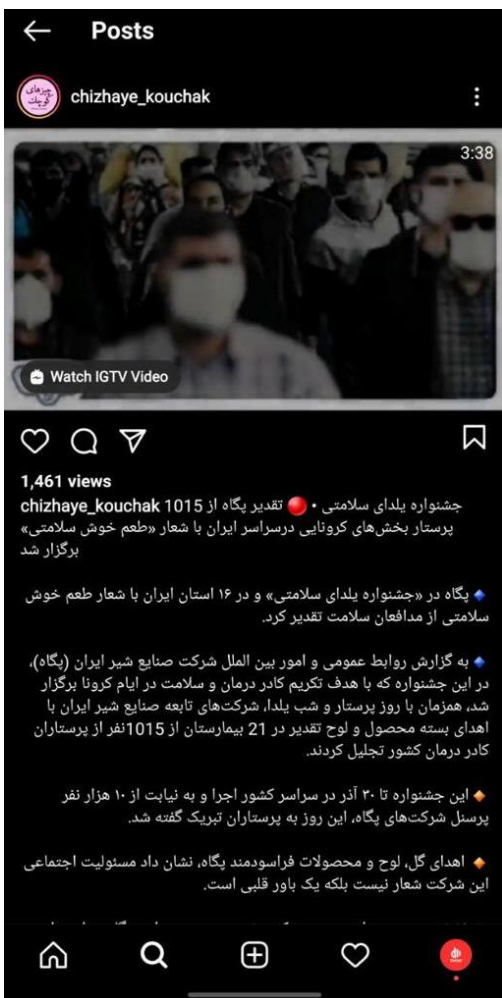 Posts
چیزهای کوچک
chizhaye_kouchak
3:38
Watch IGTV Video
1,461 views
chizhaye_kouchak جشنواره یلدای سلامتی • 🔴 تقدیر پگاه از 1015
پرستار بخش‌های کرونایی درسراسر ایران با شعار «طعم خوش سلامتی»
برگزار شد
🔹 پگاه در «جشنواره یلدای سلامتی» و در ۱۶ استان ایران با شعار طعم خوش
سلامتی از مدافعان سلامت تقدیر کرد.
🔹 به گزارش روابط عمومی و امور بین الملل شرکت صنایع شیر ایران (پگاه)،
در این جشنواره که با هدف تکریم کادر درمان و سلامت در ایام کرونا برگزار
شد، همزمان با روز پرستار و شب یلدا، شرکت‌های تابعه صنایع شیر ایران با
اهدای بسته محصول و لوح تقدیر در 21 بیمارستان از 1015نفر از پرستاران
کادر درمان کشور تجلیل کردند.
🔸 این جشنواره تا ۳۰ آذر در سراسر کشور اجرا و به نیابت از ۱۰ هزار نفر
پرسنل شرکت‌های پگاه، این روز به پرستاران تبریک گفته شد.
🔸 اهدای گل، لوح و محصولات فراسودمند پگاه، نشان داد مسئولیت اجتماعی
این شرکت شعار نیست بلکه یک باور قلبی است.